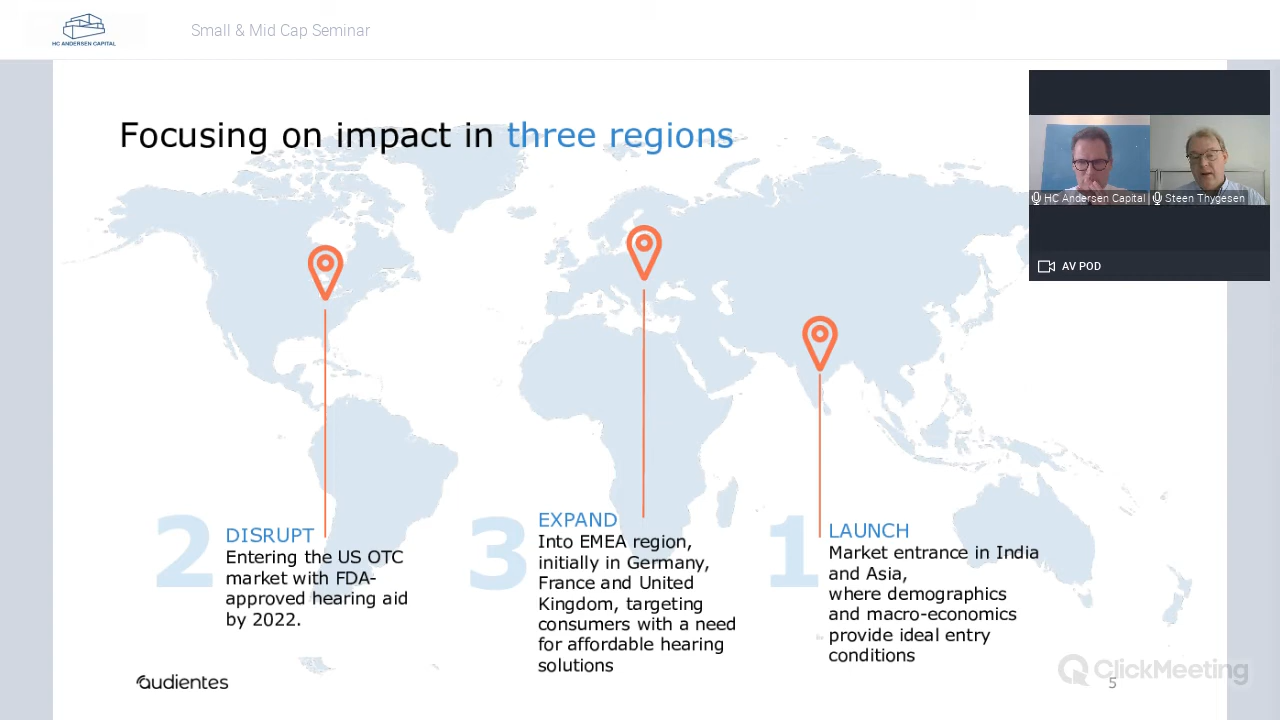 HC ANDERSEN CAPITAL
Small & Mid Cap Seminar
Focusing on impact in three regions
HC Andersen Capital
Steen Thygesen
AV POD
2
DISRUPT
Entering the US OTC
market with FDA-
approved hearing aid
by 2022.
3
EXPAND
Into EMEA region,
initially in Germany,
France and United
Kingdom, targeting
consumers with a need
for affordable hearing
solutions
1
LAUNCH
Market entrance in India
and Asia,
where demographics
and macro-economics
provide ideal entry
conditions
audientes
ClickMeeting
5